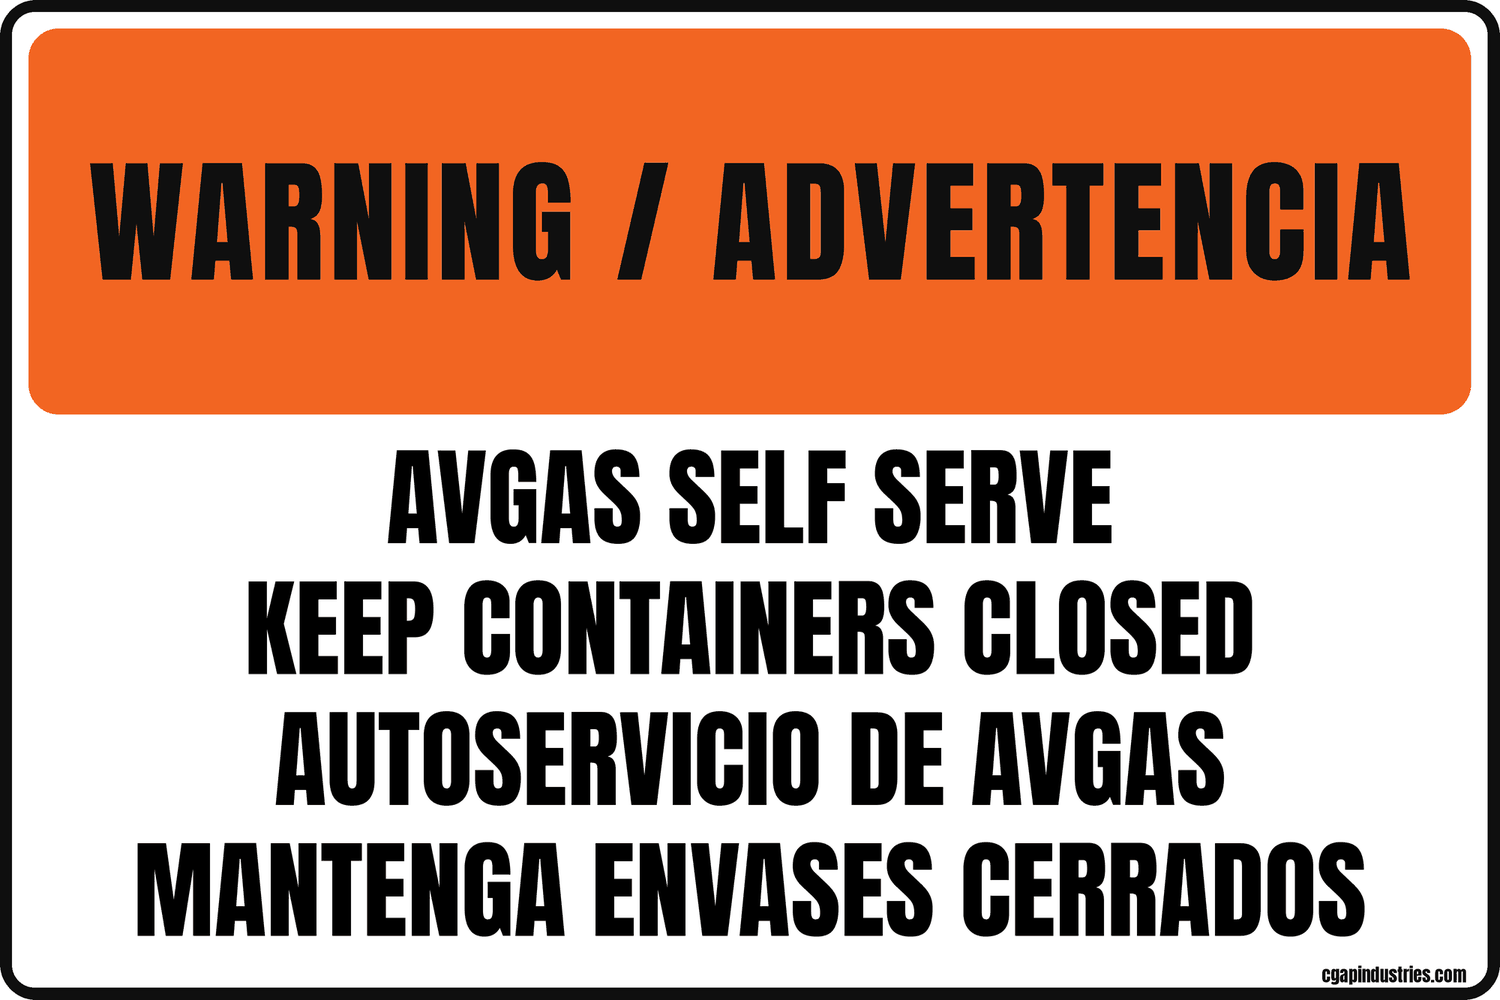 WARNING / ADVERTENCIA
AVGAS SELF SERVE
KEEP CONTAINERS CLOSED
AUTOSERVICIO DE AVGAS
MANTENGA ENVASES CERRADOS
cgapindustries.com